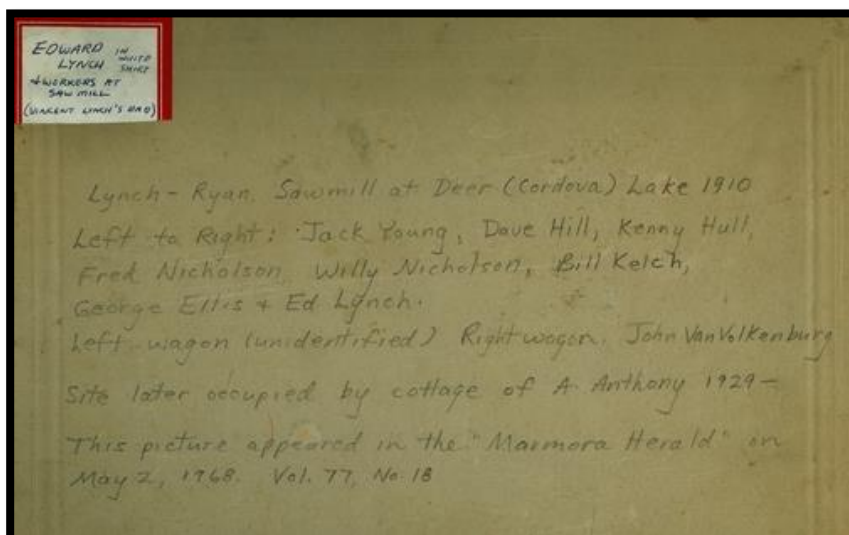 EDWARD IN
LYNCH WHITE
SHIRT
+ WORKERS AT
SAW MILL
(VINCENT LYNCH'S DAD)
Lynch - Ryan. Sawmill at Deer (Cordova) Lake 1910
Left to Right: Jack Young, Dave Hill, Kenny Hull,
Fred Nicholson, Willy Nicholson, Bill Kelch,
George Ellis + Ed Lynch.
Left wagon (unidentified) Right wagon. John VanVolkenburg
Site later occupied by cottage of A. Anthony 1929-
This picture appeared in the "Marmora Herald" on
May 2, 1968. Vol. 77, No 18